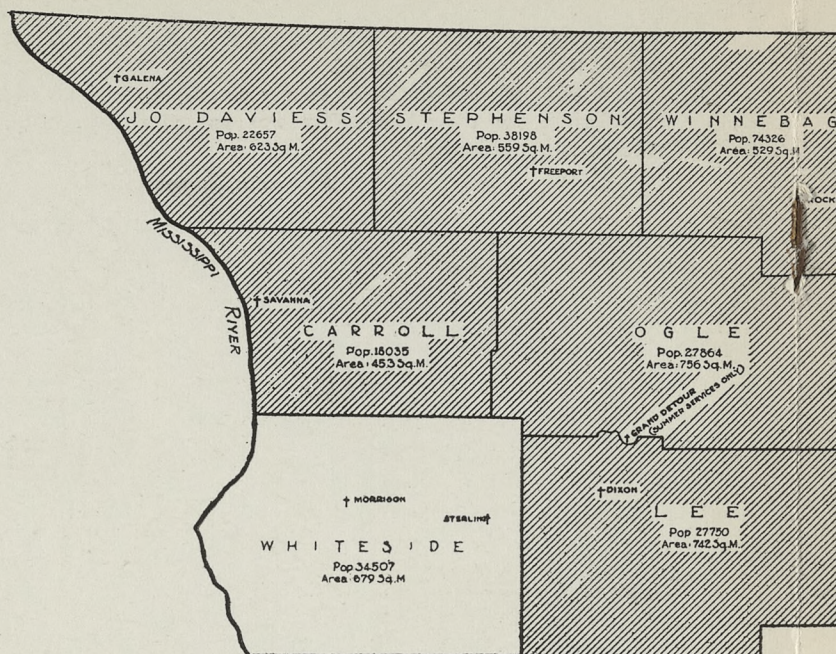 †GALENA
JO DAVIESS
Pop. 22657
Area: 623 Sq. M.
STEPHENSON
Pop. 38198
Area: 559 Sq M.
†FREEPORT
WINNEBAG
Pop. 74326
Area: 529 Sq. M
ROCK
MISSISSIPPI
RIVER
†SAVANNA
CARROLL
Pop. 18035
Area: 453 Sq. M.
OGLE
Pop. 27864
Area: 756 Sq. M.
†GRAND DETOUR
(SUMMER SERVICES ONLY)
†DIXON
LEE
Pop 27750
Area: 742 Sq. M.
† MORRISON
STERLING†
WHITESIDE
Pop 34507
Area: 679 Sq. M